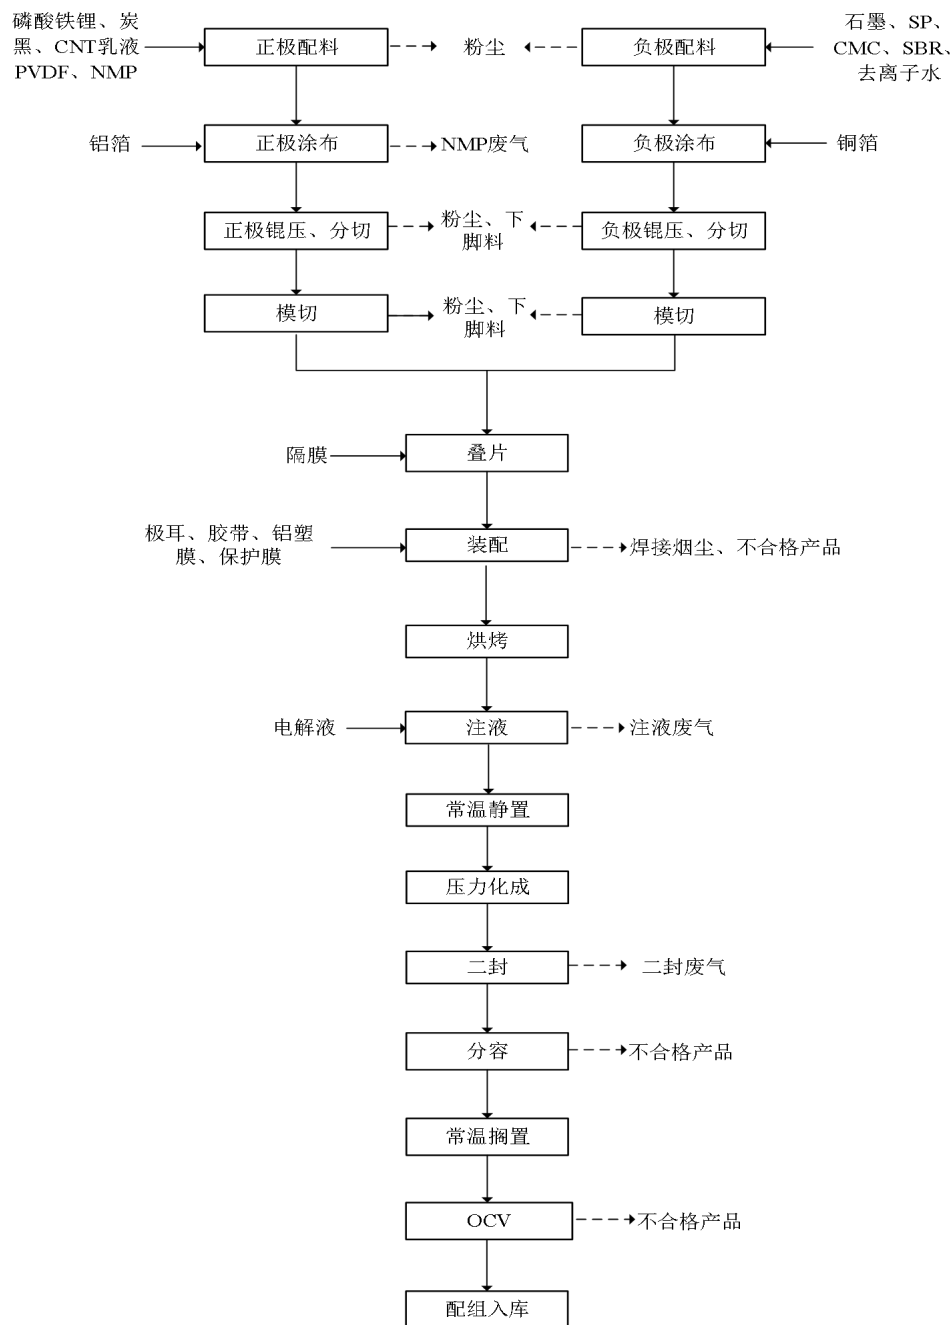 磷酸铁锂、炭
黑、CNT乳液
PVDF、NMP
正极配料
粉尘
负极配料
石墨、SP、
CMC、SBR、
去离子水
铝箔
正极涂布
NMP废气
负极涂布
铜箔
正极锟压、分切
粉尘、下
脚料
负极锟压、分切
模切
粉尘、下
脚料
模切
隔膜
叠片
极耳、胶带、铝塑
膜、保护膜
装配
焊接烟尘、不合格产品
烘烤
电解液
注液
注液废气
常温静置
压力化成
二封
二封废气
分容
不合格产品
常温搁置
OCV
不合格产品
配组入库